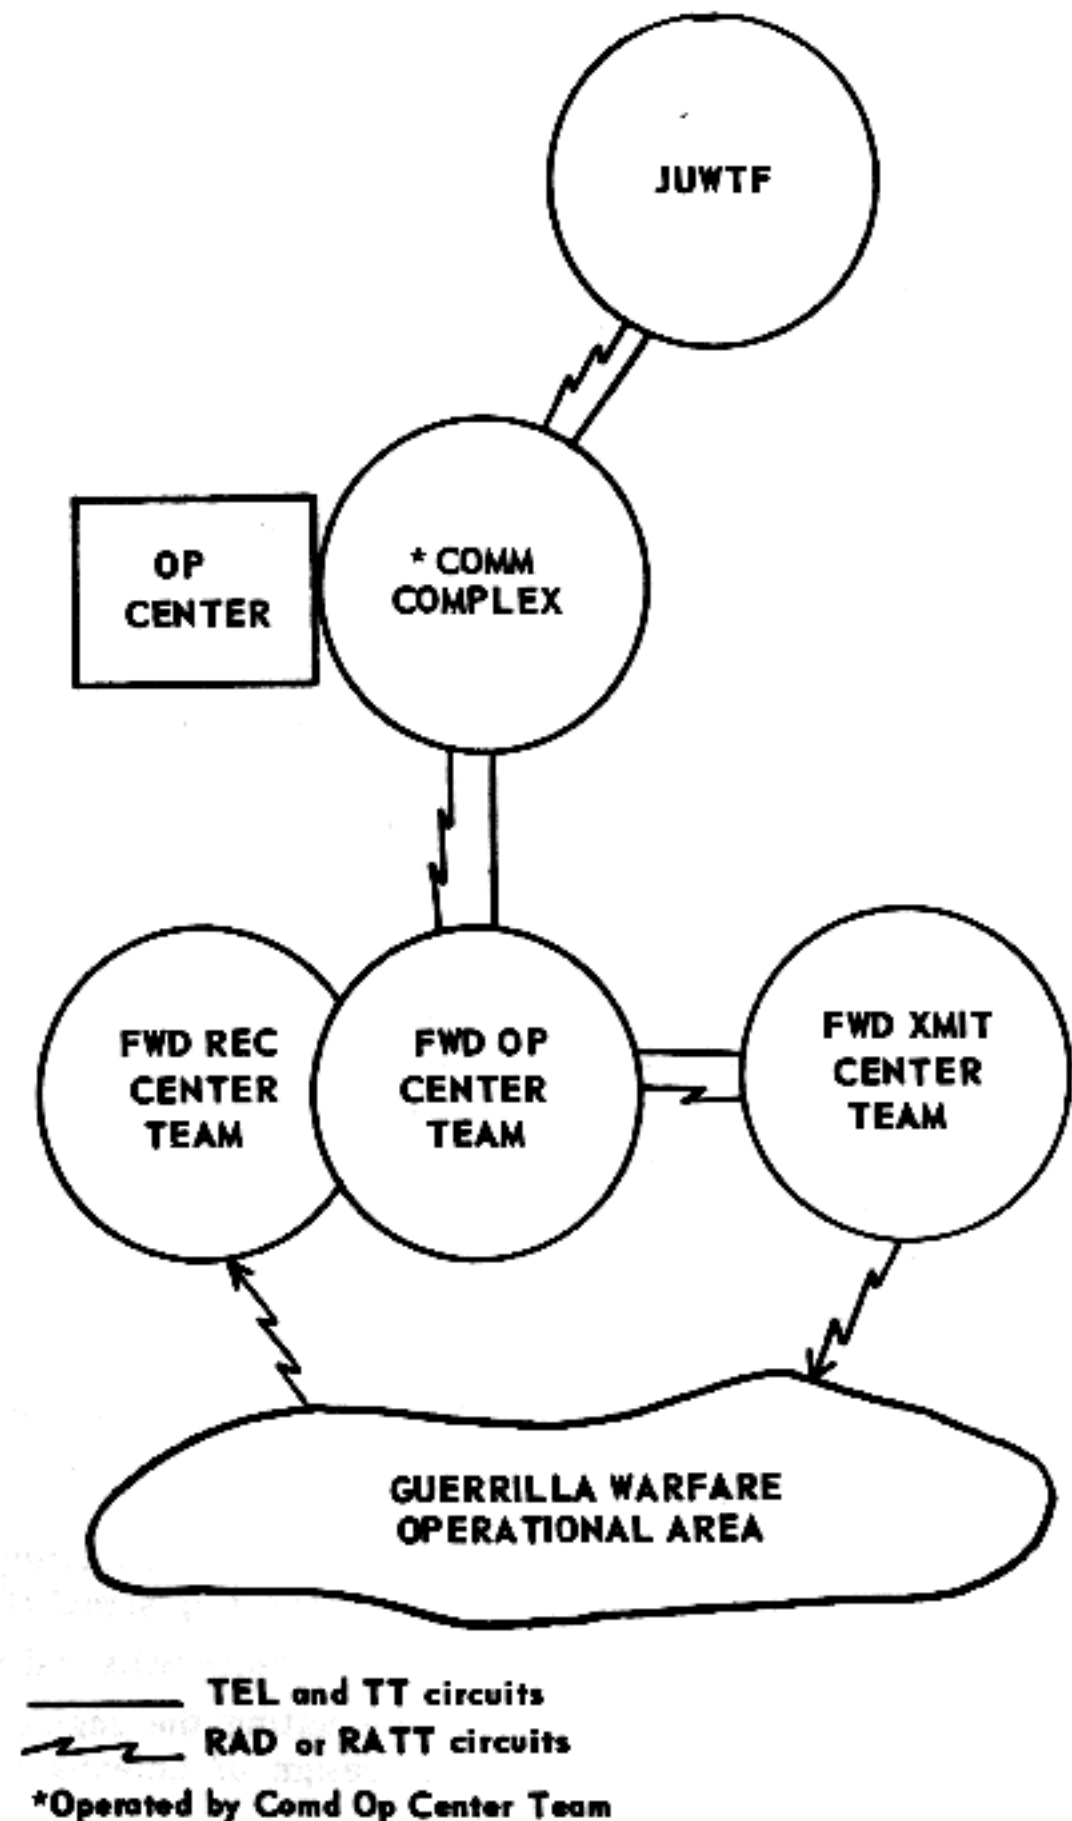 JUWTF
* COMM
COMPLEX
OP
CENTER
FWD REC
CENTER
TEAM
FWD OP
CENTER
TEAM
FWD XMIT
CENTER
TEAM
GUERRILLA WARFARE
OPERATIONAL AREA
TEL and TT circuits
RAD or RATT circuits
*Operated by Comd Op Center Team